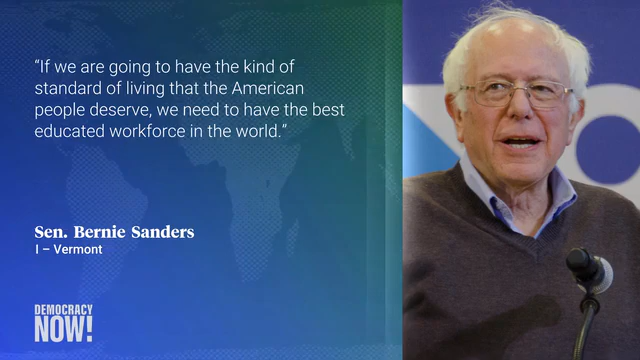 “If we are going to have the kind of
standard of living that the American
people deserve, we need to have the best
educated workforce in the world.”
Sen. Bernie Sanders
I – Vermont
DEMOCRACY
NOW!